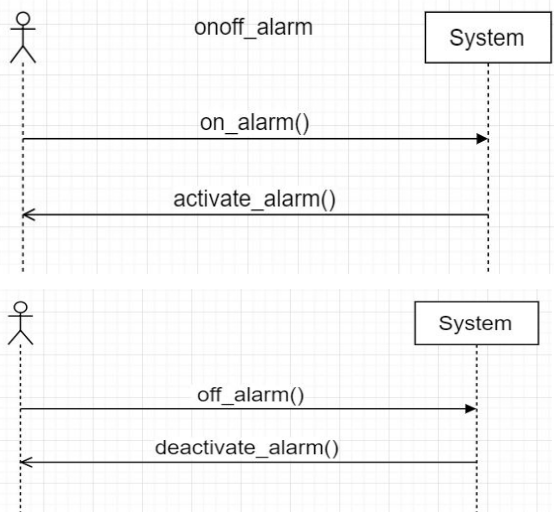 onoff_alarm
System
on_alarm()
activate_alarm()
System
off_alarm()
deactivate_alarm()